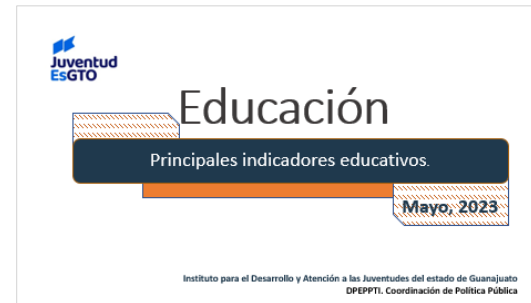 Juventud
EsGTO
Educación
Principales indicadores educativos.
Mayo, 2023
Instituto para el Desarrollo y Atención a las Juventudes del estado de Guanajuato
DPEPPTI. Coordinación de Política Pública